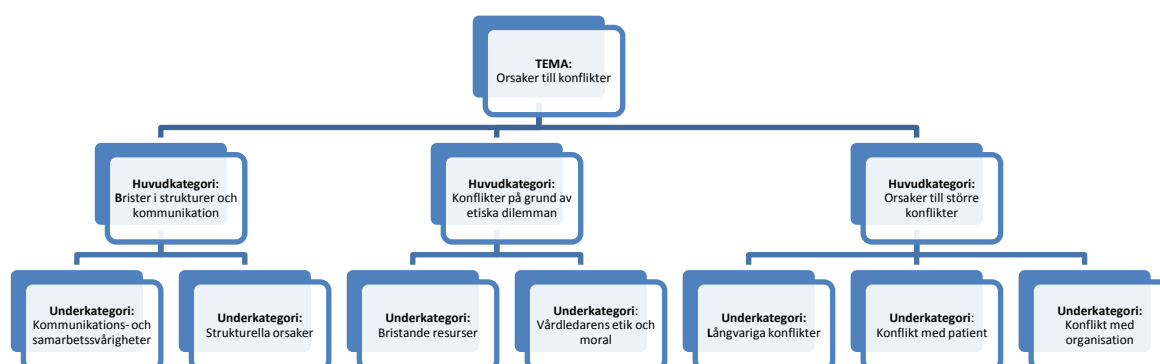 TEMA:
Orsaker till konflikter
Huvudkategori:
Brister i strukturer och
kommunikation
Huvudkategori:
Konflikter på grund av
etiska dilemman
Huvudkategori:
Orsaker till större
konflikter
Underkategori:
Kommunikations- och
samarbetssvårigheter
Underkategori:
Strukturella orsaker
Underkategori:
Bristande resurser
Underkategori:
Vårdledarens etik och
moral
Underkategori:
Långvariga konflikter
Underkategori:
Konflikt med patient
Underkategori:
Konflikt med
organisation